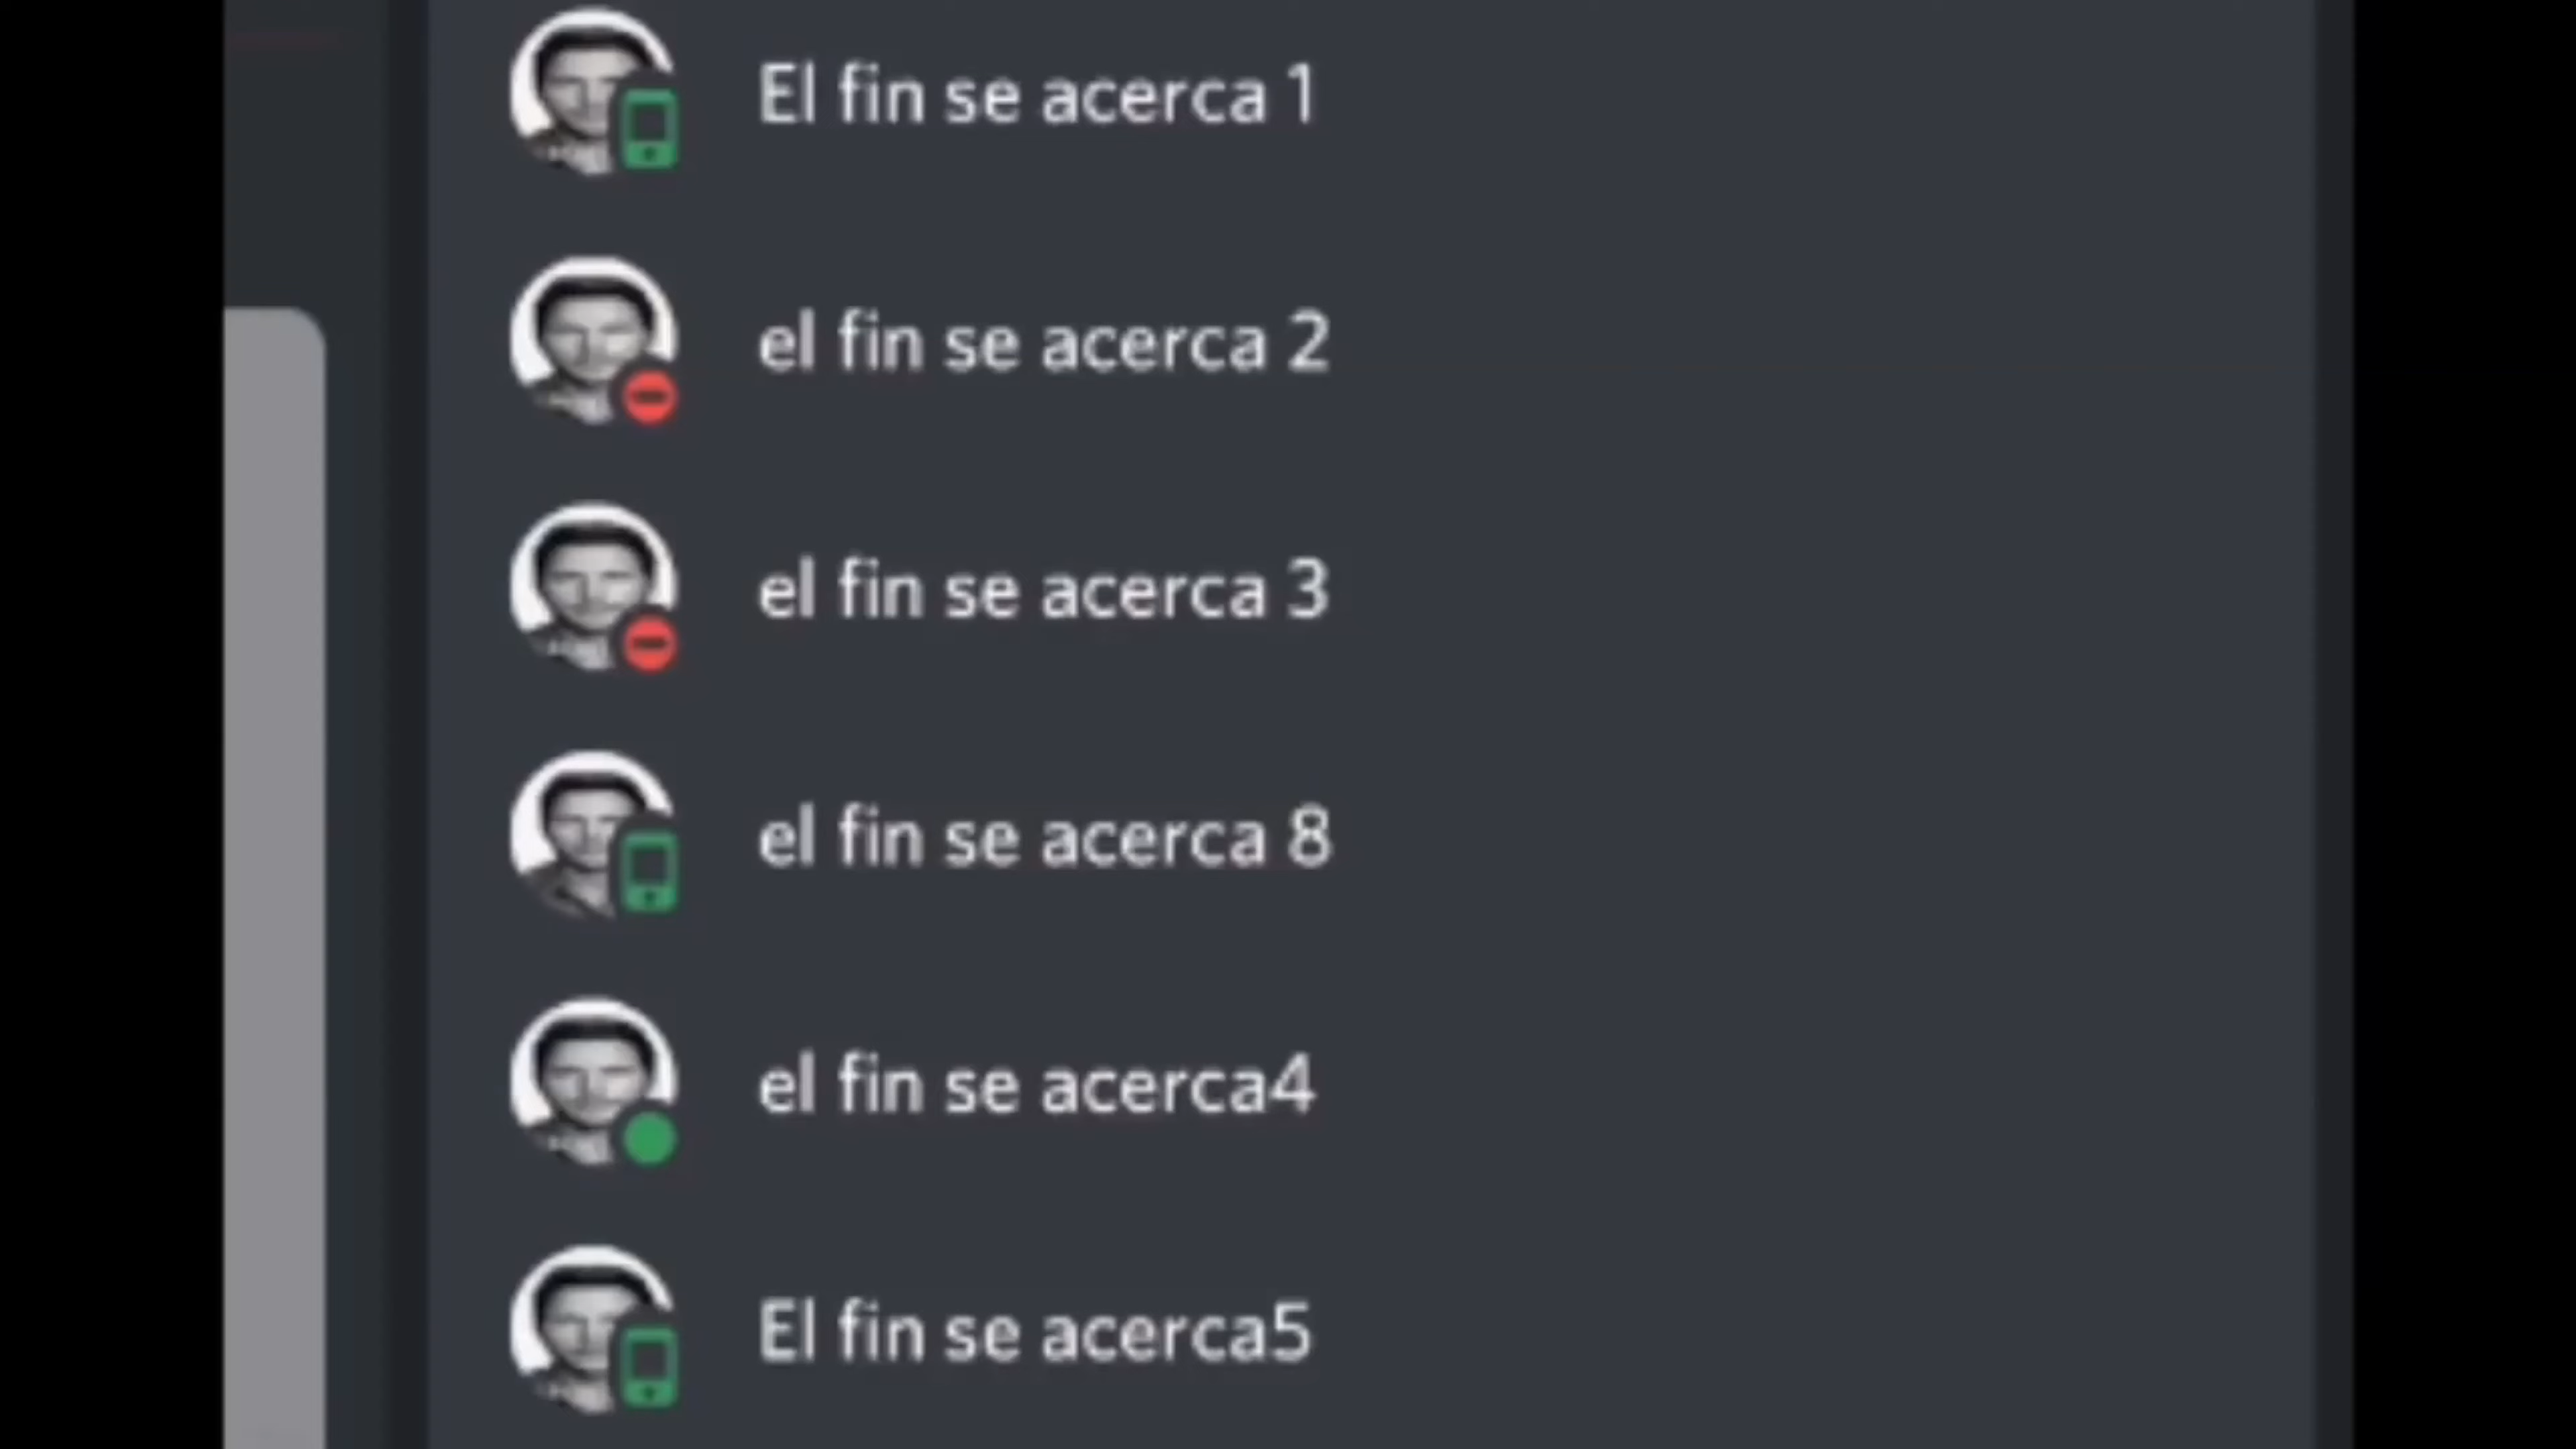 El fin se acerca 1
el fin se acerca 2
el fin se acerca 3
el fin se acerca 8
el fin se acerca4
El fin se acerca5